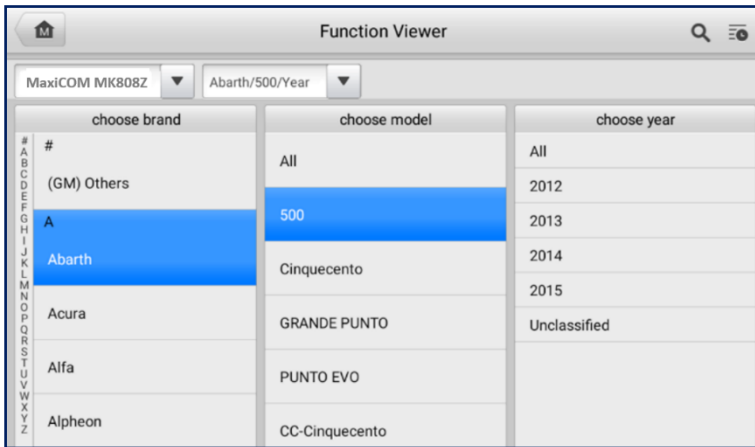 M
Function Viewer
MaxiCOM MK808Z
Abarth/500/Year
choose brand
choose model
choose year
#
A
B
C
D
E
F
G
H
I
J
K
L
M
N
O
P
Q
R
S
T
U
V
W
X
Y
Z
#
(GM) Others
A
Abarth
Acura
Alfa
Alpheon
All
500
Cinquecento
GRANDE PUNTO
PUNTO EVO
CC-Cinquecento
All
2012
2013
2014
2015
Unclassified